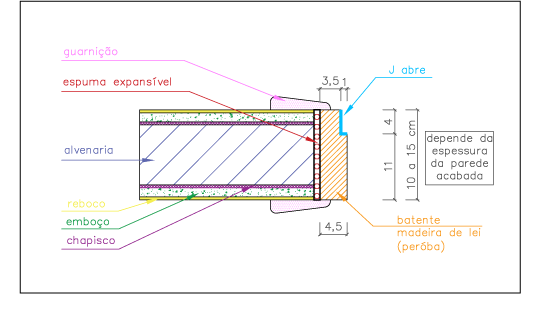 guarnição
3,5 1
J abre
espuma expansível
4
alvenaria
11
10 a 15 cm
depende da
espessura
da parede
acabada
reboco
emboço
chapisco
4,5
batente
madeira de lei
(peróba)